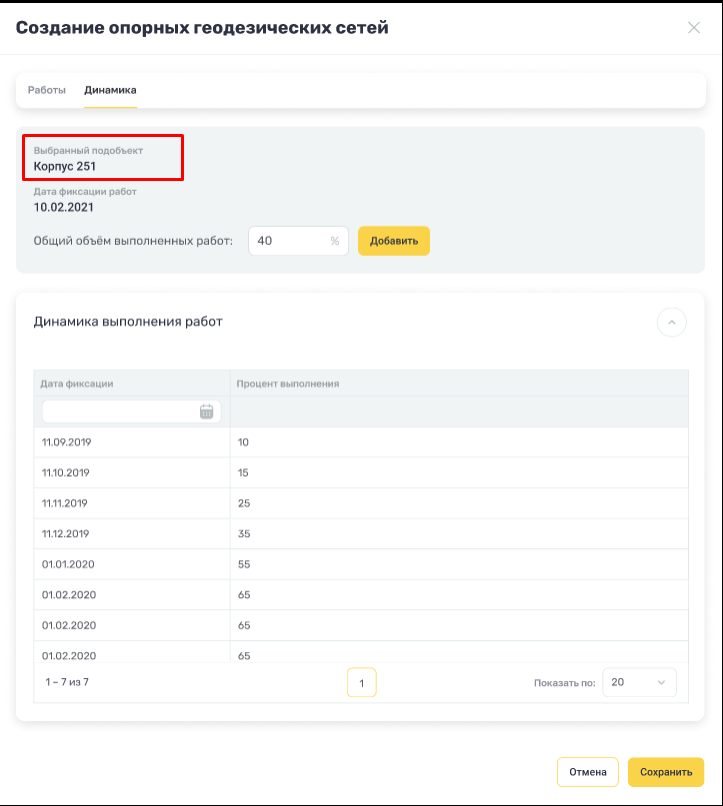 Создание опорных геодезических сетей
Работы Динамика
Выбранный подобъект
Корпус 251
Дата фиксации работ
10.02.2021
Общий объём выполненных работ: 40 % Добавить
Динамика выполнения работ
Дата фиксации Процент выполнения
11.09.2019 10
11.10.2019 15
11.11.2019 25
11.12.2019 35
01.01.2020 55
01.02.2020 65
01.02.2020 65
01.02.2020 65
1 – 7 из 7 1 Показать по: 20
Отмена Сохранить